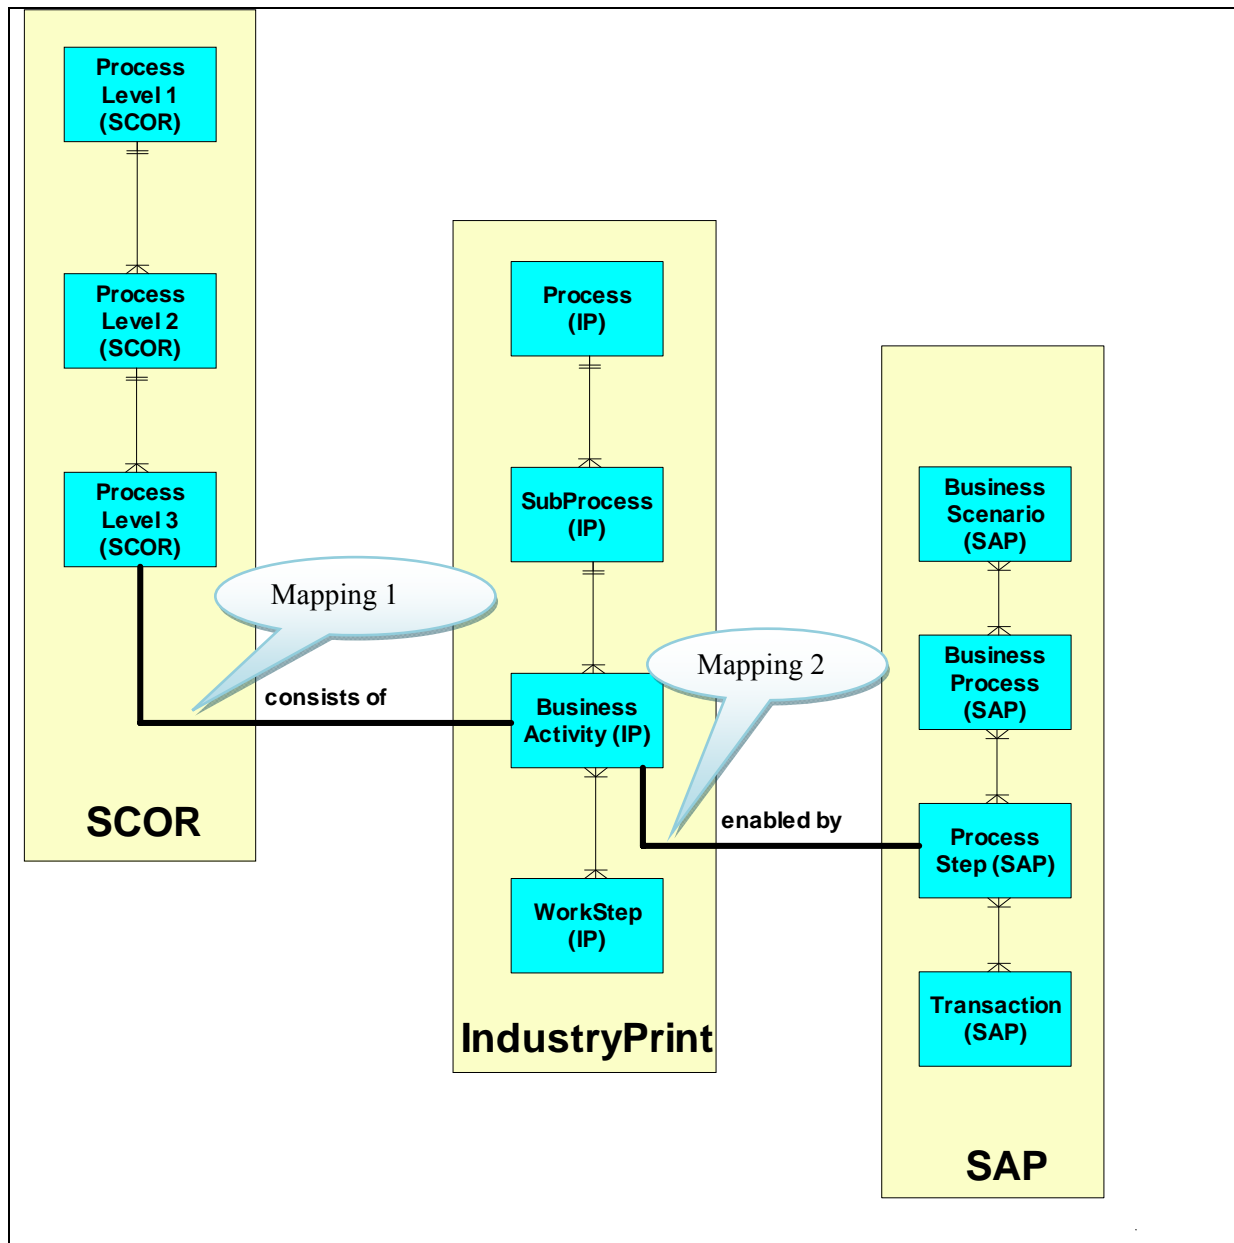 Process
Level 1
(SCOR)
Process
Level 2
(SCOR)
Process
Level 3
(SCOR)
SCOR
Mapping 1
consists of
Process
(IP)
SubProcess
(IP)
Business
Activity (IP)
WorkStep
(IP)
IndustryPrint
Mapping 2
enabled by
Business
Scenario
(SAP)
Business
Process
(SAP)
Process
Step (SAP)
Transaction
(SAP)
SAP